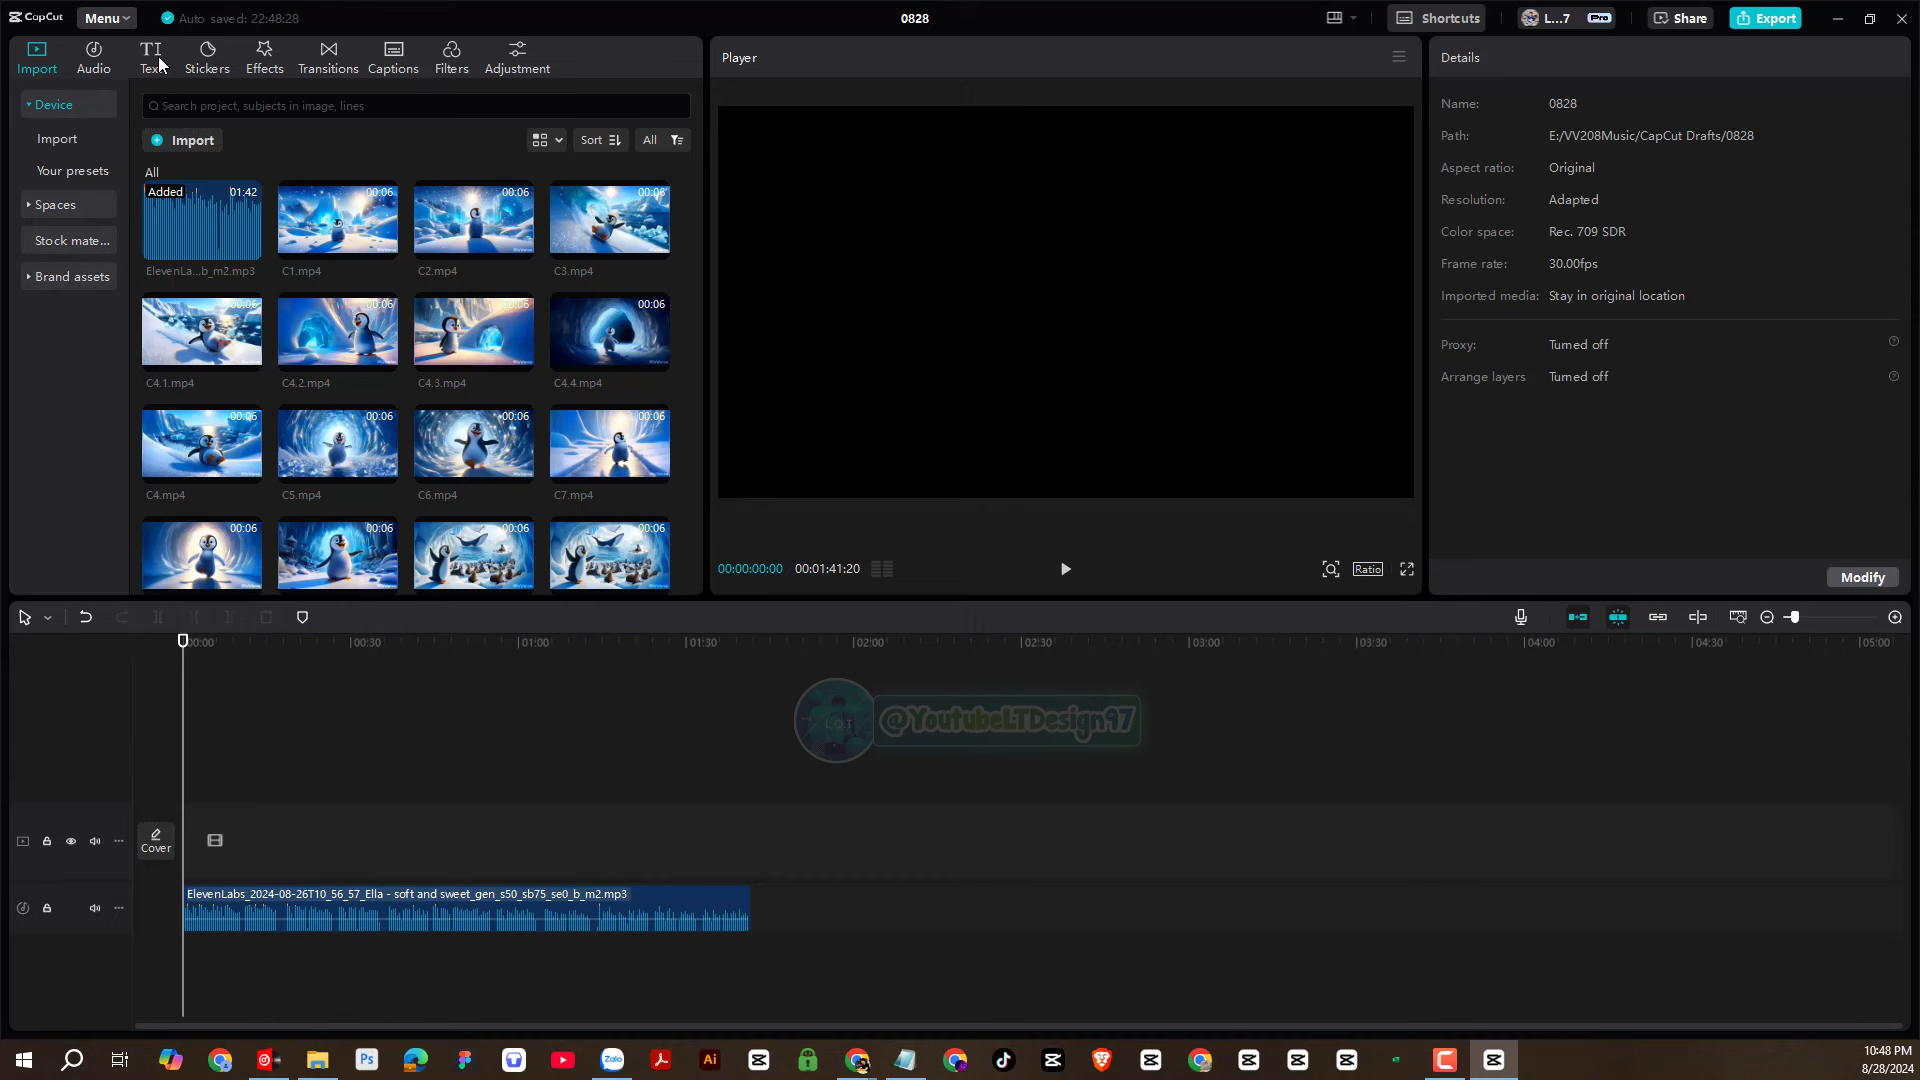 CapCut
Menu
Auto saved: 22:48:28
0828
Shortcuts
L...7
Pro
Share
Export
Import
Audio
TI
Text
Stickers
Effects
Transitions
Captions
Filters
Adjustment
Player
Details
Device
Import
Your presets
Spaces
Stock mate...
Brand assets
Search project, subjects in image, lines
Import
Sort
All
All
Added
01:42
00:06
00:06
00:06
ElevenLa...b_m2.mp3
C1.mp4
C2.mp4
C3.mp4
00:06
00:06
00:06
00:06
C4.1.mp4
C4.2.mp4
C4.3.mp4
C4.4.mp4
00:06
00:06
00:06
00:06
C4.mp4
C5.mp4
C6.mp4
C7.mp4
00:06
00:06
00:06
00:06
Name: 0828
Path: E:/VV208Music/CapCut Drafts/0828
Aspect ratio: Original
Resolution: Adapted
Color space: Rec. 709 SDR
Frame rate: 30.00fps
Imported media: Stay in original location
Proxy: Turned off
Arrange layers Turned off
Modify
00:00:00:00 00:01:41:20
Ratio
00:00 00:30 01:00 01:30 02:00 02:30 03:00 03:30 04:00 04:30 05:00
@YoutubeLTDesign97
Cover
ElevenLabs_2024-08-26T10_56_57_Ella - soft and sweet_gen_s50_sb75_se0_b_m2.mp3
Ps
Zalo
Ai
10:48 PM
8/28/2024